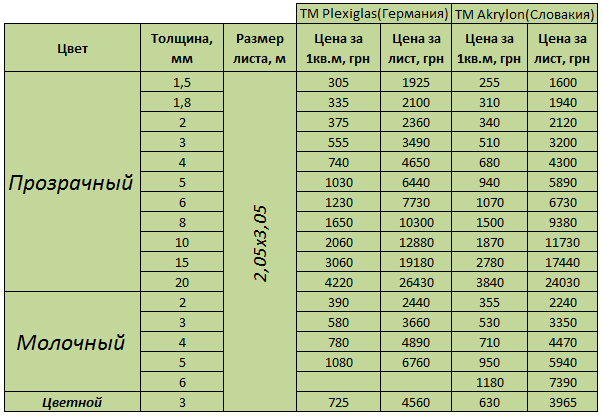 ТМ Plexiglas(Германия) ТМ Akrylon(Словакия)
Цвет Толщина, мм Размер листа, м Цена за 1кв.м, грн Цена за лист, грн Цена за 1кв.м, грн Цена за лист, грн
Прозрачный 1,5 2,05х3,05 305 1925 255 1600
1,8 335 2100 310 1940
2 375 2360 340 2120
3 555 3490 510 3200
4 740 4650 680 4300
5 1030 6440 940 5890
6 1230 7730 1070 6730
8 1650 10300 1500 9380
10 2060 12880 1870 11730
15 3060 19180 2780 17440
20 4220 26430 3840 24030
Молочный 2 390 2440 355 2240
3 580 3660 530 3350
4 780 4890 710 4470
5 1080 6760 950 5940
6 1180 7390
Цветной 3 725 4560 630 3965